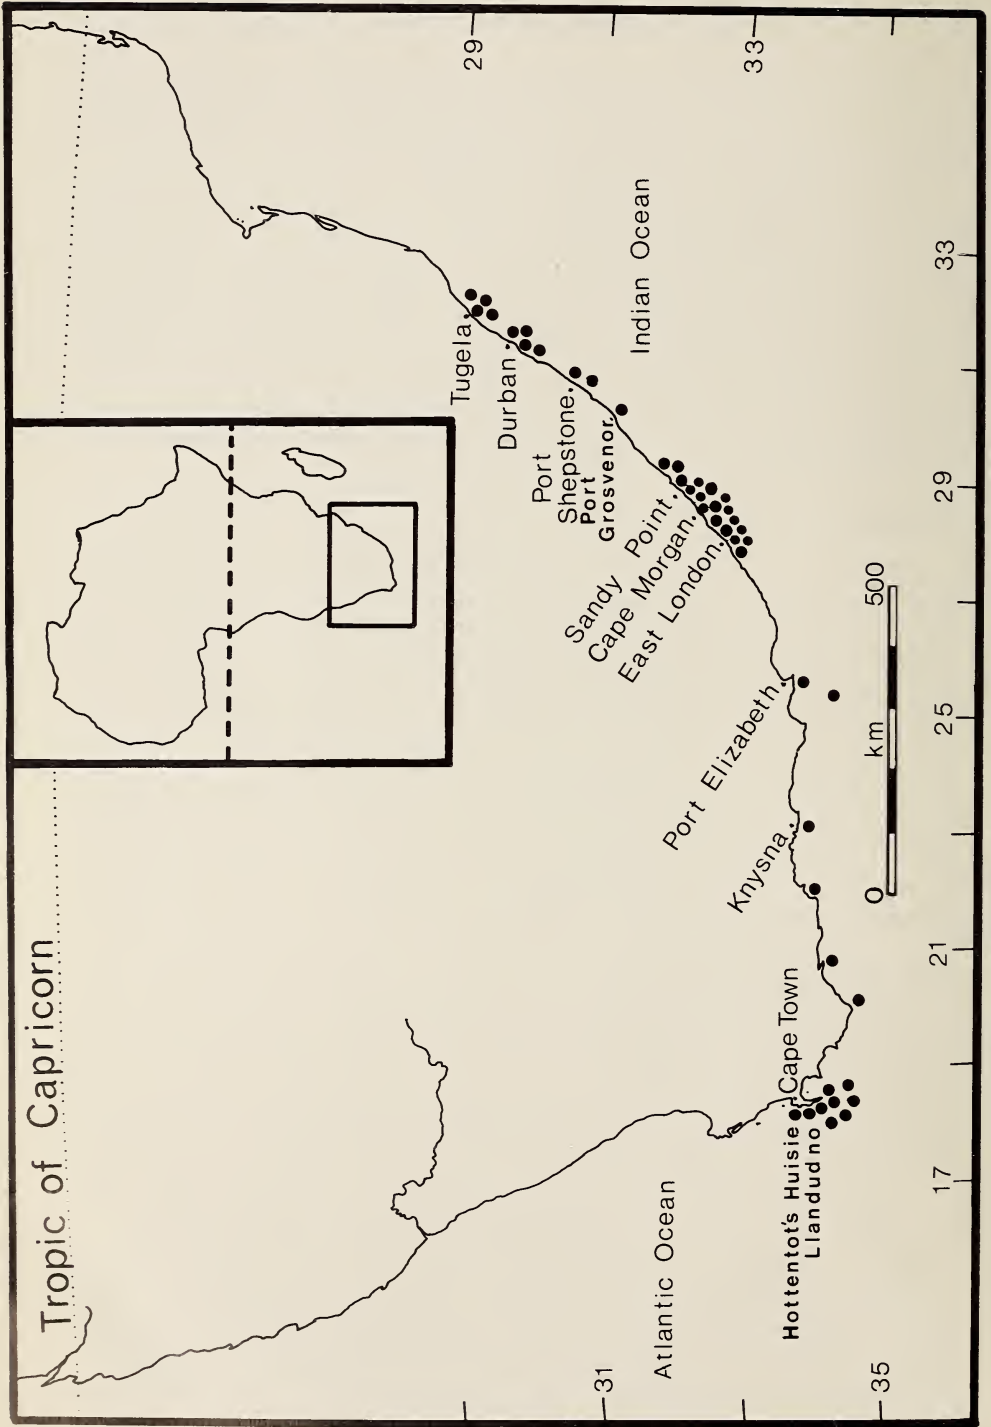 Tropic of Capricorn
29
33
Tugela
Durban
Port
Shepstone
Port
Grosvenor
Sandy Point
Cape Morgan
East London
Port Elizabeth
Knysna
Cape Town
Hottentot's Huisie
Llandudno
Indian Ocean
Atlantic Ocean
0 km 500
31
35
17
21
25
29
33